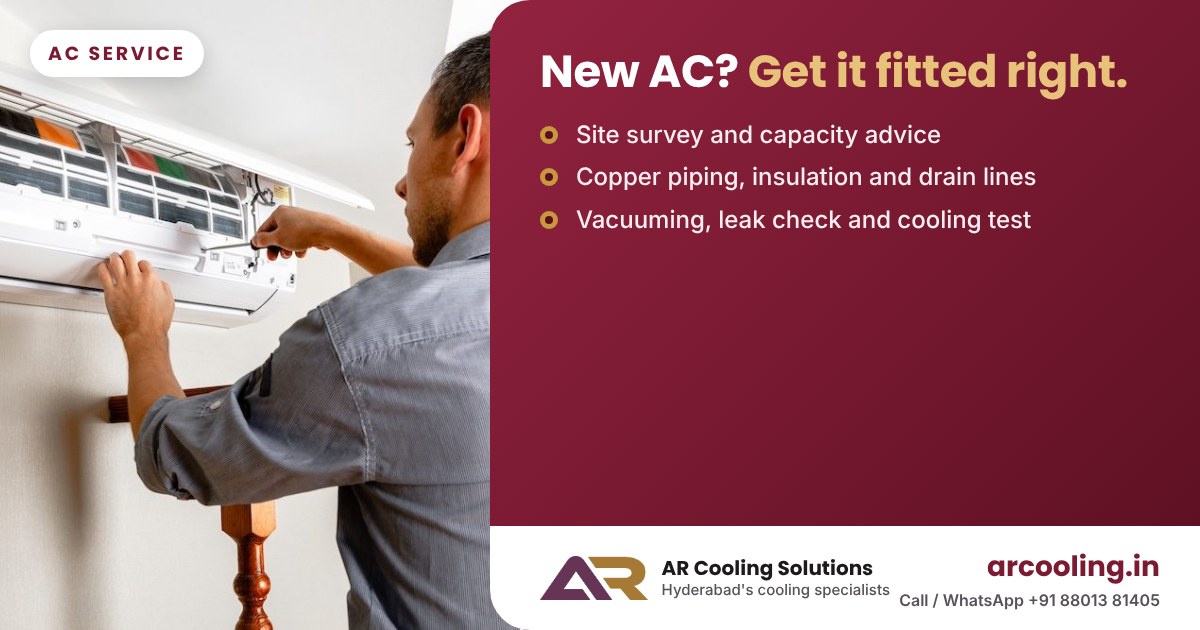 AC SERVICE
New AC? Get it fitted right.
Site survey and capacity advice
Copper piping, insulation and drain lines
Vacuuming, leak check and cooling test
AR
AR Cooling Solutions
Hyderabad's cooling specialists
arcooling.in
Call / WhatsApp +91 88013 81405